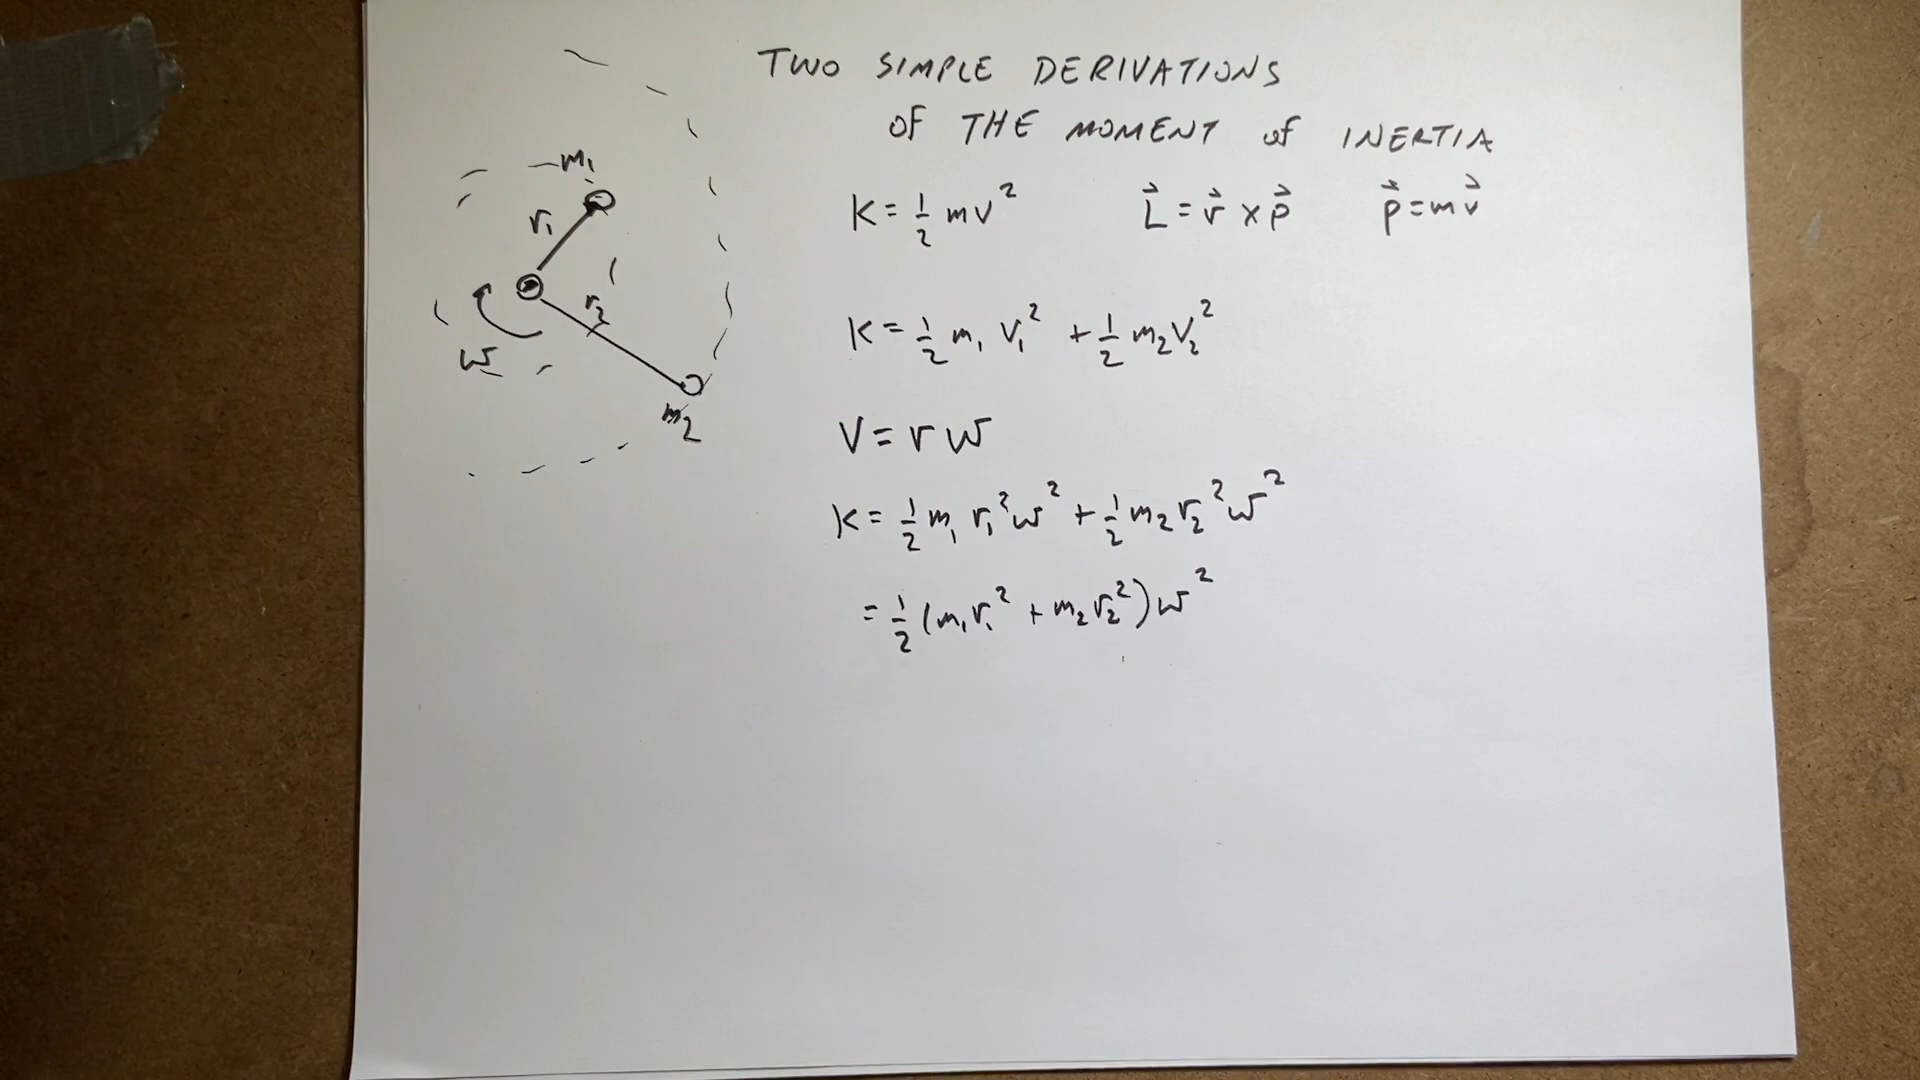 TWO SIMPLE DERIVATIONS
OF THE MOMENT OF INERTIA
m₁
r₁
r₂
ω
m₂
K = ½ mv²
L⃗ = r⃗ × p⃗
p⃗ = mv⃗
K = ½ m₁ v₁² + ½ m₂ v₂²
v = r ω
K = ½ m₁ r₁² ω² + ½ m₂ r₂² ω²
= ½ (m₁ r₁² + m₂ r₂²) ω²